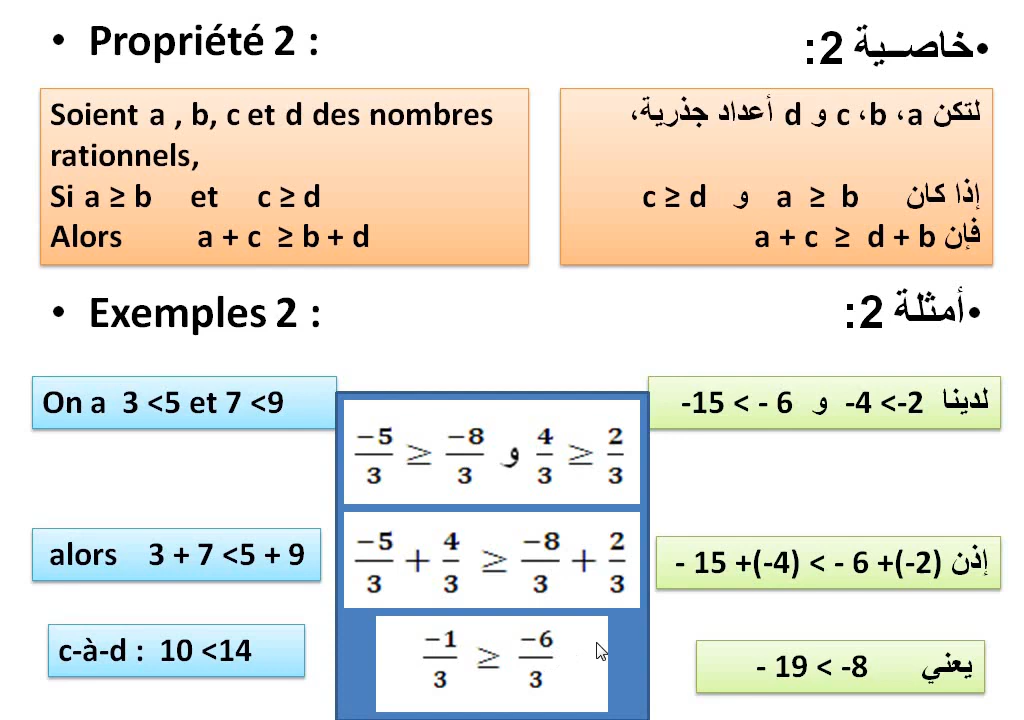 • Propriété 2 :
•خاصـــية 2:
Soient a , b, c et d des nombres
rationnels,
Si a ≥ b et c ≥ d
Alors a + c ≥ b + d
لتكن a، b، c و d أعداد جذرية،
إذا كان a ≥ b و c ≥ d
فإن a + c ≥ d + b
• Exemples 2 :
•أمثلة 2:
On a 3 <5 et 7 <9
alors 3 + 7 <5 + 9
c-à-d : 10 <14
−5/3 ≥ −8/3 و 4/3 ≥ 2/3
−5/3 + 4/3 ≥ −8/3 + 2/3
−1/3 ≥ −6/3
لدينا -4 <-2 و -15 < - 6
إذن - 15 +(-4) < - 6 +(-2)
يعني - 19 < -8